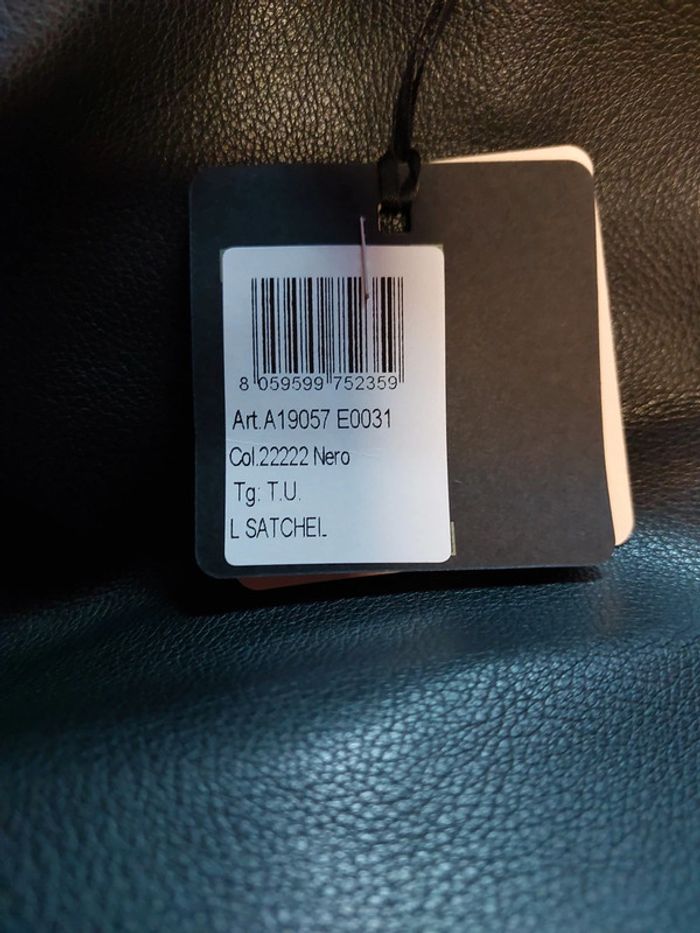 8 059599 752359
Art.A19057 E0031
Col.22222 Nero
Tg: T.U.
L SATCHEL